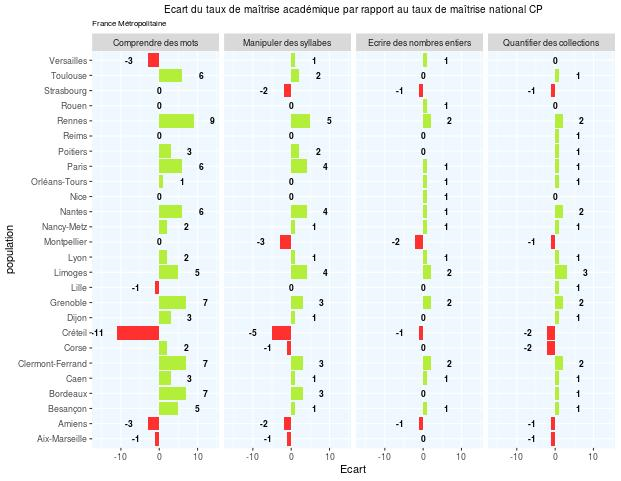 Ecart du taux de maîtrise académique par rapport au taux de maîtrise national CP
France Métropolitaine
Comprendre des mots Manipuler des syllabes Ecrire des nombres entiers Quantifier des collections
Versailles -3 1 1 0
Toulouse 6 2 0 1
Strasbourg 0 -2 -1 -1
Rouen 0 0 1 1
Rennes 9 5 2 2
Reims 0 0 0 1
Poitiers 3 2 0 1
Paris 6 4 1 1
Orléans-Tours 1 0 1 1
Nice 0 0 1 0
Nantes 6 4 1 2
Nancy-Metz 2 1 1 1
Montpellier 0 -3 -2 -1
Lyon 2 1 1 1
Limoges 5 4 2 3
Lille -1 0 0 1
Grenoble 7 3 2 2
Dijon 3 1 0 1
Créteil -11 -5 -1 -2
Corse 2 -1 0 -2
Clermont-Ferrand 7 3 2 2
Caen 3 1 1 1
Bordeaux 7 3 0 1
Besançon 5 1 1 1
Amiens -3 -2 -1 -1
Aix-Marseille -1 -1 0 -1
-10 0 10 -10 0 10 -10 0 10 -10 0 10
Ecart
population